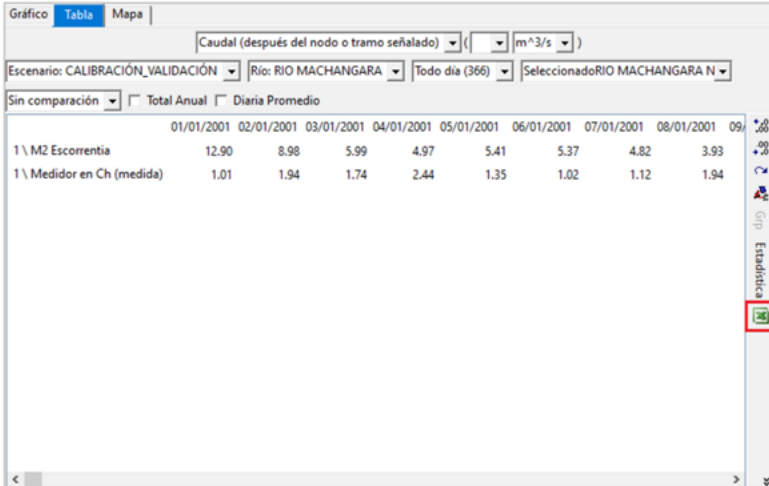 Gráfico Tabla Mapa
Caudal (después del nodo o tramo señalado) ( m^3/s )
Escenario: CALIBRACIÓN_VALIDACIÓN Río: RIO MACHANGARA Todo día (366) SeleccionadoRIO MACHANGARA N
Sin comparación Total Anual Diaria Promedio
01/01/2001 02/01/2001 03/01/2001 04/01/2001 05/01/2001 06/01/2001 07/01/2001 08/01/2001 09/
1 \ M2 Escorrentia 12.90 8.98 5.99 4.97 5.41 5.37 4.82 3.93
1 \ Medidor en Ch (medida) 1.01 1.94 1.74 2.44 1.35 1.02 1.12 1.94
Grp
Estadística